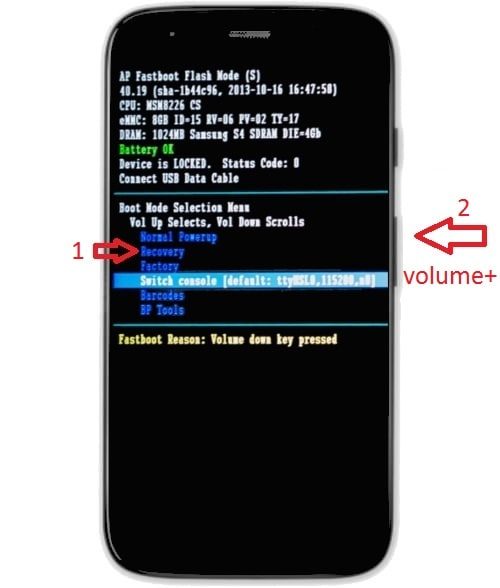 AP Fastboot Flash Mode (S)
40.19 (sha-1b44c96, 2013-10-16 16:47:50)
CPU: MSM8226 CS
eMMC: 8GB ID=15 RV=06 PV=02 TY=17
DRAM: 1024MB Samsung S4 SDRAM DIE=4Gb
Battery OK
Device is LOCKED. Status Code: 0
Connect USB Data Cable
Boot Mode Selection Menu
Vol Up Selects, Vol Down Scrolls
Normal Powerup
1
Recovery
Factory
Switch console [default: ttyHSL0,115200,n8]
Barcodes
BP Tools
Fastboot Reason: Volume down key pressed
2
volume+